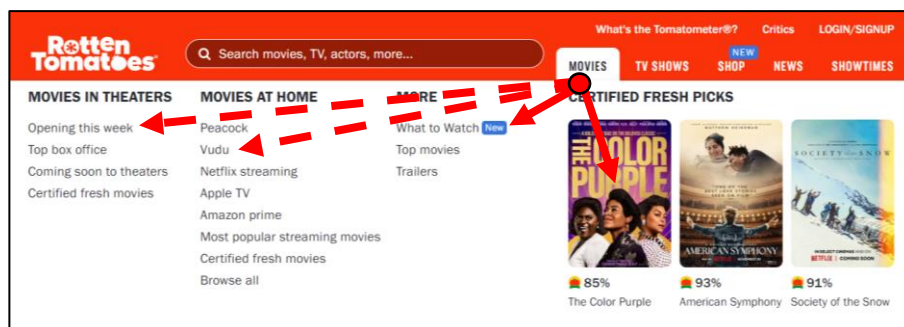 What's the Tomatometer®? Critics LOGIN/SIGNUP
Rotten
Tomatoes
Search movies, TV, actors, more...
NEW
MOVIES TV SHOWS SHOP NEWS SHOWTIMES
MOVIES IN THEATERS
Opening this week
Top box office
Coming soon to theaters
Certified fresh movies
MOVIES AT HOME
Peacock
Vudu
Netflix streaming
Apple TV
Amazon prime
Most popular streaming movies
Certified fresh movies
Browse all
MORE
What to Watch New
Top movies
Trailers
CERTIFIED FRESH PICKS
THE COLOR
PURPLE
85%
The Color Purple
MATTHEW HEINEMAN
AMERICAN SYMPHONY
93%
American Symphony
SOCIETY OF THE SNOW
NETFLIX | COMING SOON
91%
Society of the Snow